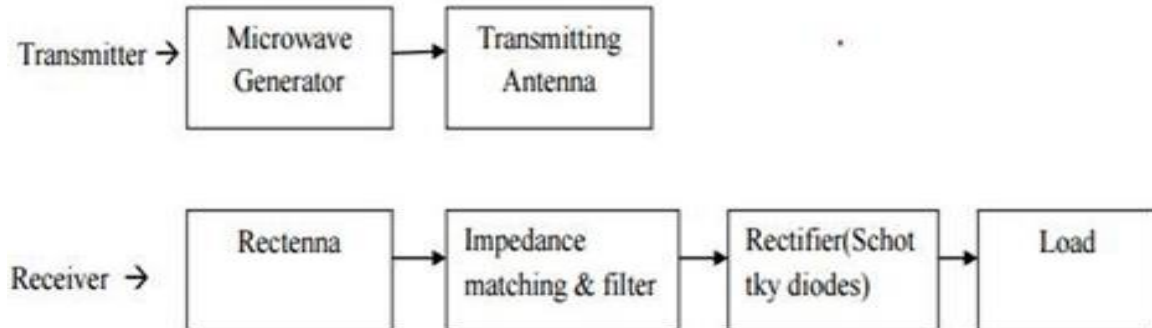 Transmitter →
Microwave
Generator
Transmitting
Antenna
Receiver →
Rectenna
Impedance
matching & filter
Rectifier(Schot
tky diodes)
Load